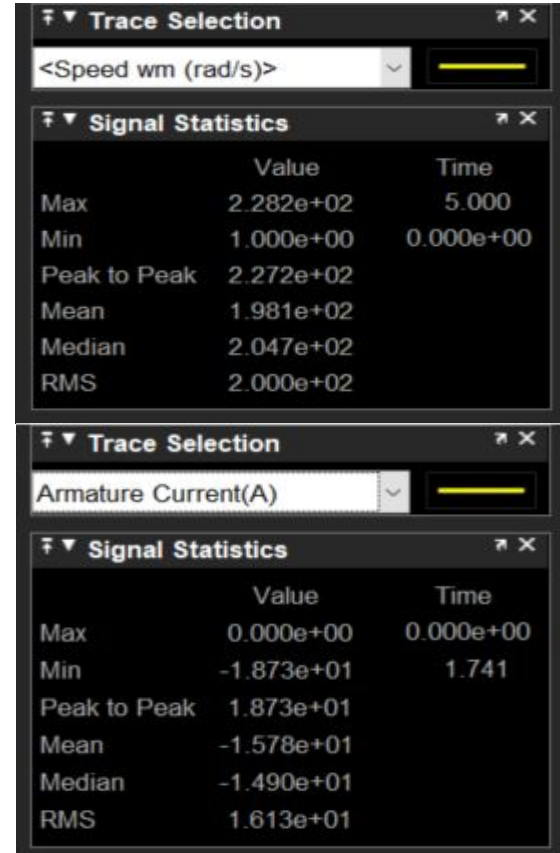 Trace Selection
<Speed wm (rad/s)>
Signal Statistics
Value Time
Max 2.282e+02 5.000
Min 1.000e+00 0.000e+00
Peak to Peak 2.272e+02
Mean 1.981e+02
Median 2.047e+02
RMS 2.000e+02
Trace Selection
Armature Current(A)
Signal Statistics
Value Time
Max 0.000e+00 0.000e+00
Min -1.873e+01 1.741
Peak to Peak 1.873e+01
Mean -1.578e+01
Median -1.490e+01
RMS 1.613e+01